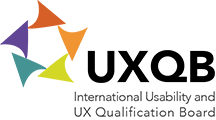 UXQB
International Usability and
UX Qualification Board